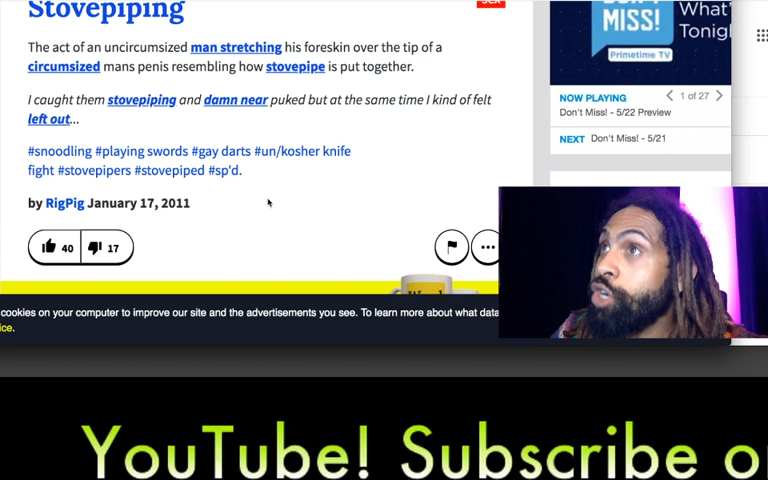 Stovepiping
The act of an uncircumsized man stretching his foreskin over the tip of a
circumsized mans penis resembling how stovepipe is put together.
I caught them stovepiping and damn near puked but at the same time I kind of felt
left out...
#snoodling #playing swords #gay darts #un/kosher knife
fight #stovepipers #stovepiped #sp'd.
by RigPig January 17, 2011
40 17
cookies on your computer to improve our site and the advertisements you see. To learn more about what data
ice.
DON'T
MISS!
Primetime TV
What'
Tonigh
NOW PLAYING
1 of 27
Don't Miss! - 5/22 Preview
NEXT Don't Miss! - 5/21
YouTube! Subscribe o